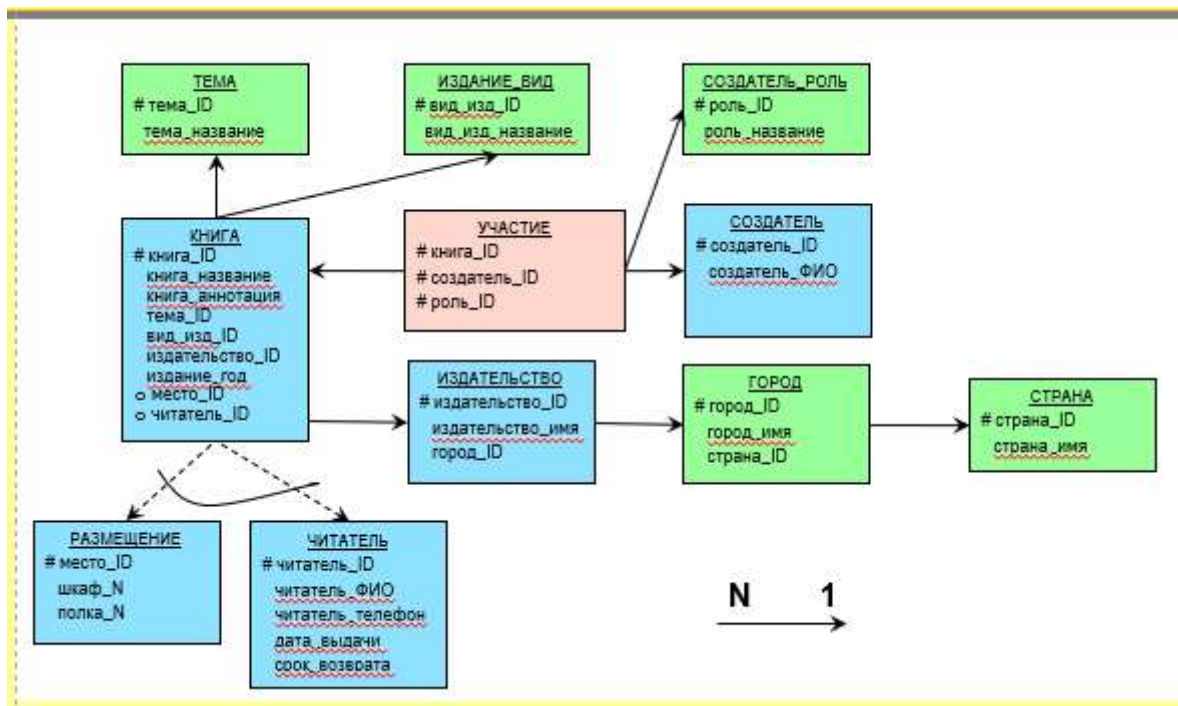 ТЕМА
# тема_ID
тема_название
ИЗДАНИЕ_ВИД
# вид_изд_ID
вид_изд_название
СОЗДАТЕЛЬ_РОЛЬ
# роль_ID
роль_название
КНИГА
# книга_ID
книга_название
книга_аннотация
тема_ID
вид_изд_ID
издательство_ID
издание_год
o место_ID
o читатель_ID
УЧАСТИЕ
# книга_ID
# создатель_ID
# роль_ID
СОЗДАТЕЛЬ
# создатель_ID
создатель_ФИО
ИЗДАТЕЛЬСТВО
# издательство_ID
издательство_имя
город_ID
ГОРОД
# город_ID
город_имя
страна_ID
СТРАНА
# страна_ID
страна_имя
РАЗМЕЩЕНИЕ
# место_ID
шкаф_N
полка_N
ЧИТАТЕЛЬ
# читатель_ID
читатель_ФИО
читатель_телефон
дата_выдачи
срок_возврата
N 1